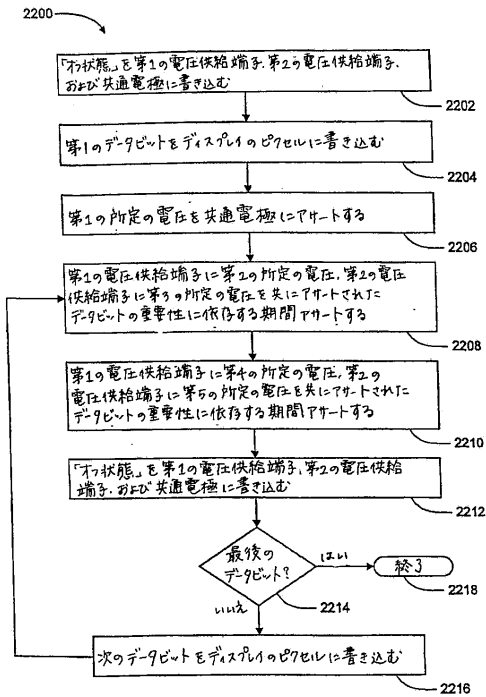 2200
「オフ状態」を第1の電圧供給端子、第2の電圧供給端子、
および共通電極に書き込む
2202
第1のデータビットをディスプレイのピクセルに書き込む
2204
第1の所定の電圧を共通電極にアサートする
2206
第1の電圧供給端子に第2の所定の電圧、第2の電圧
供給端子に第3の所定の電圧を共にアサートされた
データビットの重要性に依存する期間アサートする
2208
第1の電圧供給端子に第4の所定の電圧、第2の
電圧供給端子に第5の所定の電圧を共にアサートされた
データビットの重要性に依存する期間アサートする
2210
「オフ状態」を第1の電圧供給端子、第2の電圧供給
端子、および共通電極に書き込む
2212
最後の
データビット?
はい
終了
2218
2214
いいえ
次のデータビットをディスプレイのピクセルに書き込む
2216